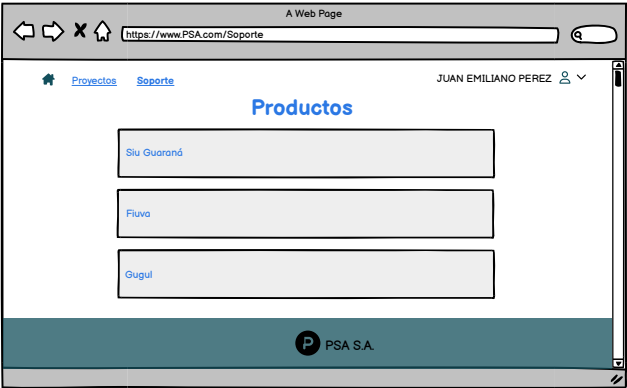 A Web Page
https://www.PSA.com/Soporte
Proyectos Soporte JUAN EMILIANO PEREZ
Productos
Siu Guaraná
Fiuva
Gugul
P PSA S.A.